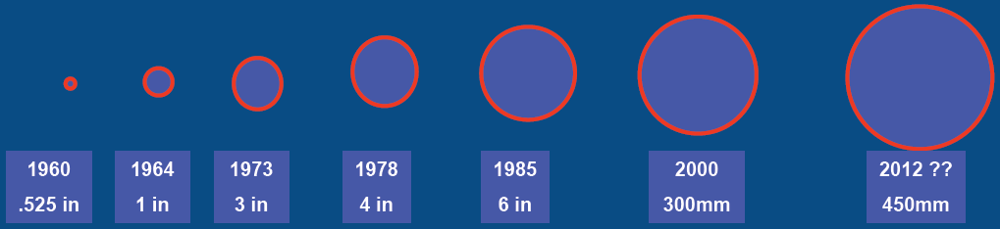 1960
.525 in
1964
1 in
1973
3 in
1978
4 in
1985
6 in
2000
300mm
2012 ??
450mm